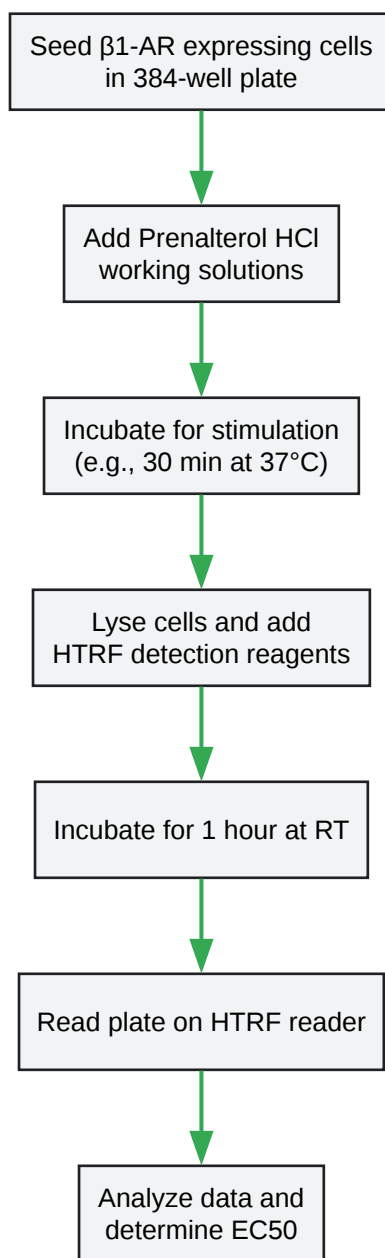 Seed β1-AR expressing cells
in 384-well plate
Add Prenalterol HCl
working solutions
Incubate for stimulation
(e.g., 30 min at 37°C)
Lyse cells and add
HTRF detection reagents
Incubate for 1 hour at RT
Read plate on HTRF reader
Analyze data and
determine EC50